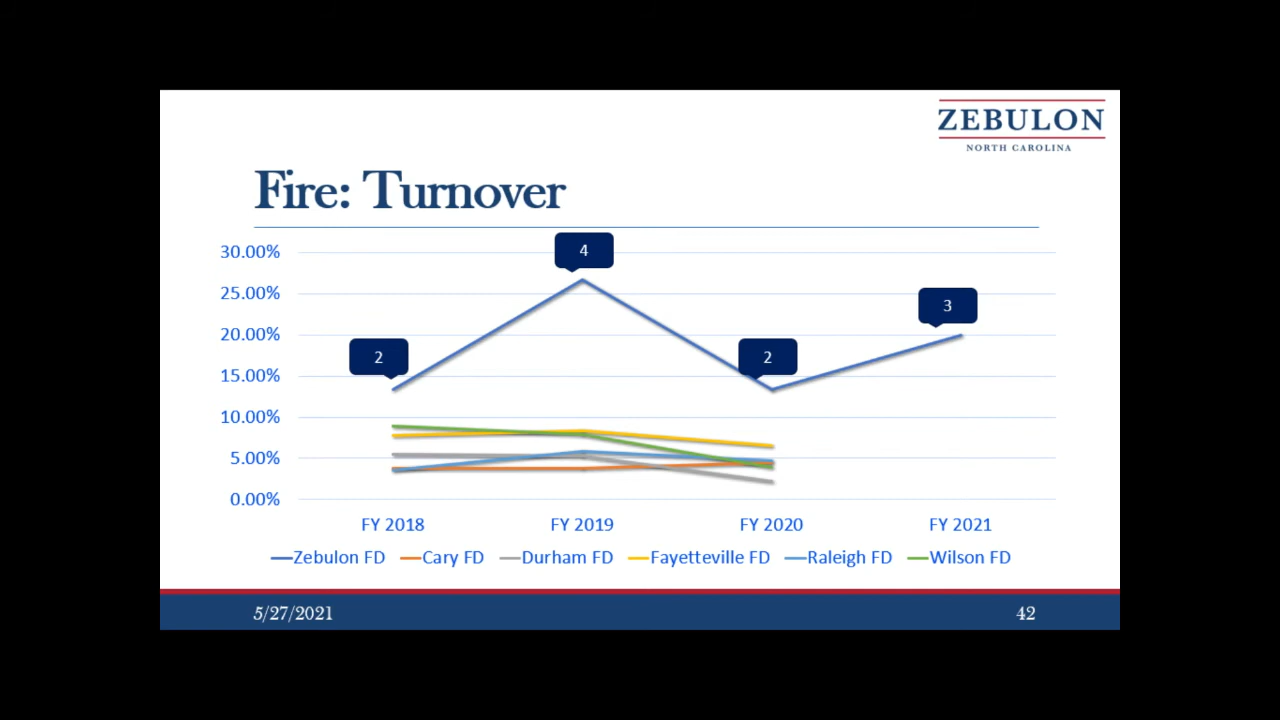 ZEBULON
NORTH CAROLINA
Fire: Turnover
30.00%
25.00%
20.00%
15.00%
10.00%
5.00%
0.00%
4
3
2
2
FY 2018 FY 2019 FY 2020 FY 2021
Zebulon FD Cary FD Durham FD Fayetteville FD Raleigh FD Wilson FD
5/27/2021 42